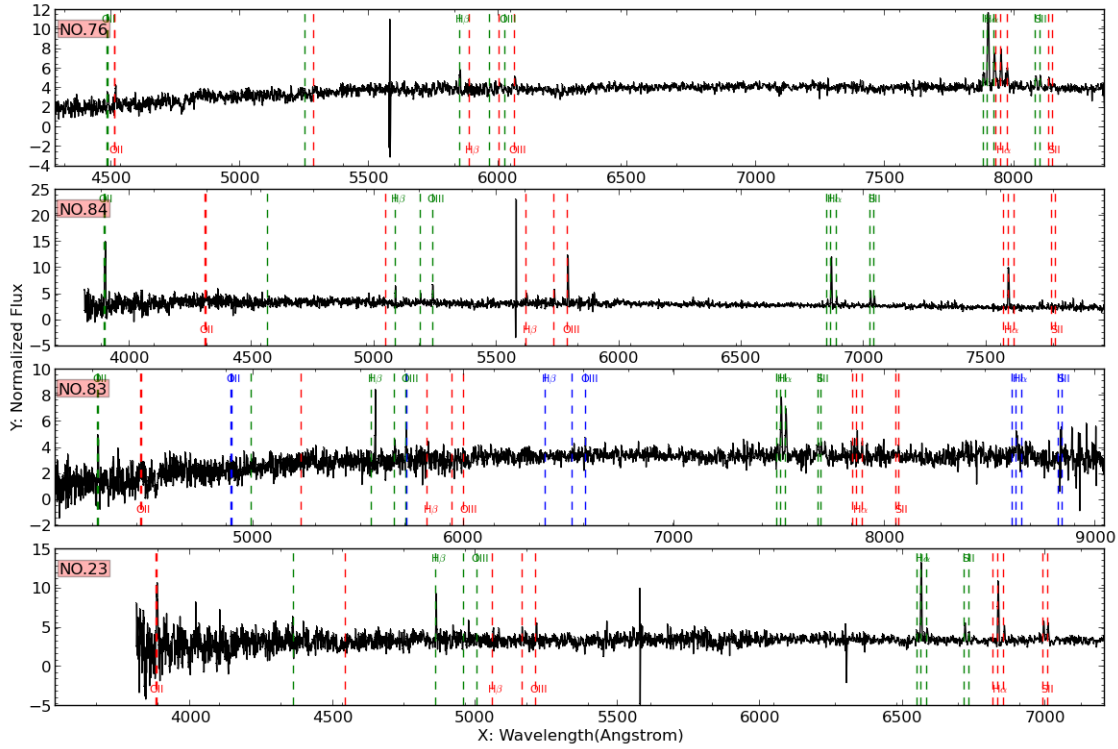 12
10
8
6
4
2
0
−2
−4
NO.76
OII Hβ OIII Hα SII
OII Hβ OIII Hα SII
4500 5000 5500 6000 6500 7000 7500 8000
25
20
15
10
5
0
−5
NO.84
OII Hβ OIII Hα SII
OII Hβ OIII Hα SII
4000 4500 5000 5500 6000 6500 7000 7500
Y: Normalized Flux
10
8
6
4
2
0
−2
NO.83
OII OII Hβ OIII Hβ OIII Hα SII Hα SII
OII Hβ OIII Hα SII
5000 6000 7000 8000 9000
15
10
5
0
−5
NO.23
Hβ OIII Hα SII
OII Hβ OIII Hα SII
4000 4500 5000 5500 6000 6500 7000
X: Wavelength(Angstrom)